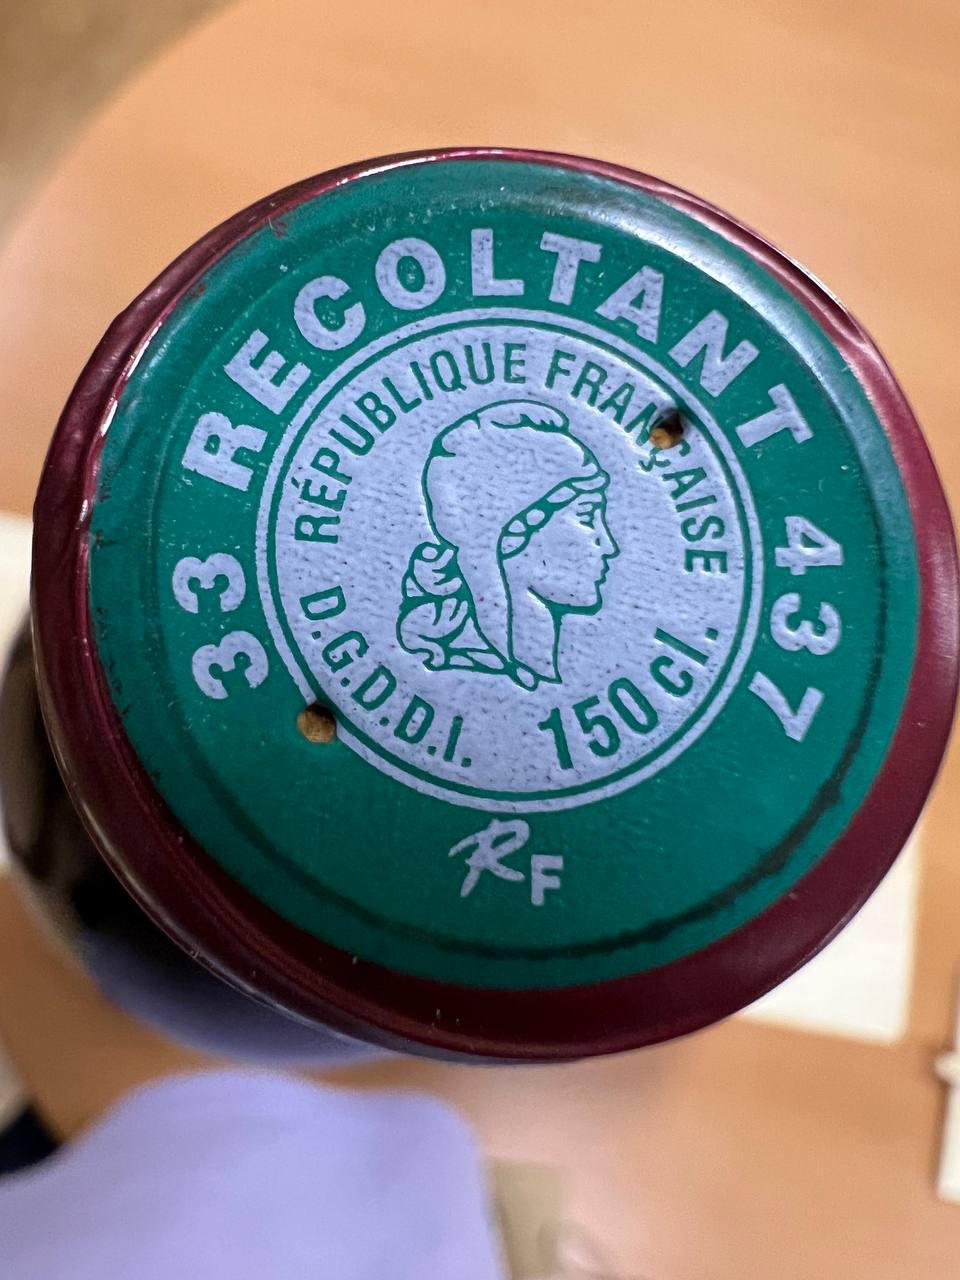 33 RECOLTANT 437
RÉPUBLIQUE FRANÇAISE
D.G.D.D.I. 150 cl.
RF